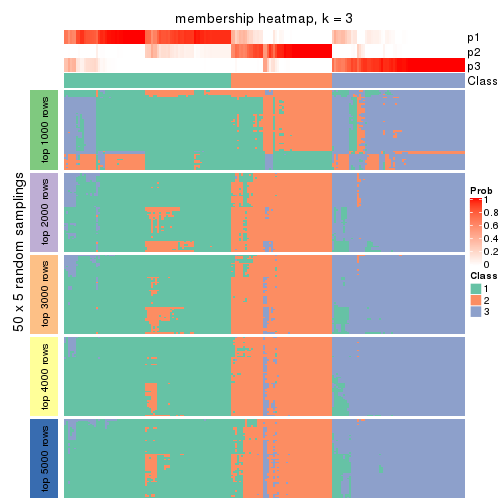 membership heatmap, k = 3
p1
p2
p3
Class
50 x 5 random samplings
top 1000 rows
top 2000 rows
top 3000 rows
top 4000 rows
top 5000 rows
Prob
1
0.8
0.6
0.4
0.2
0
Class
1
2
3